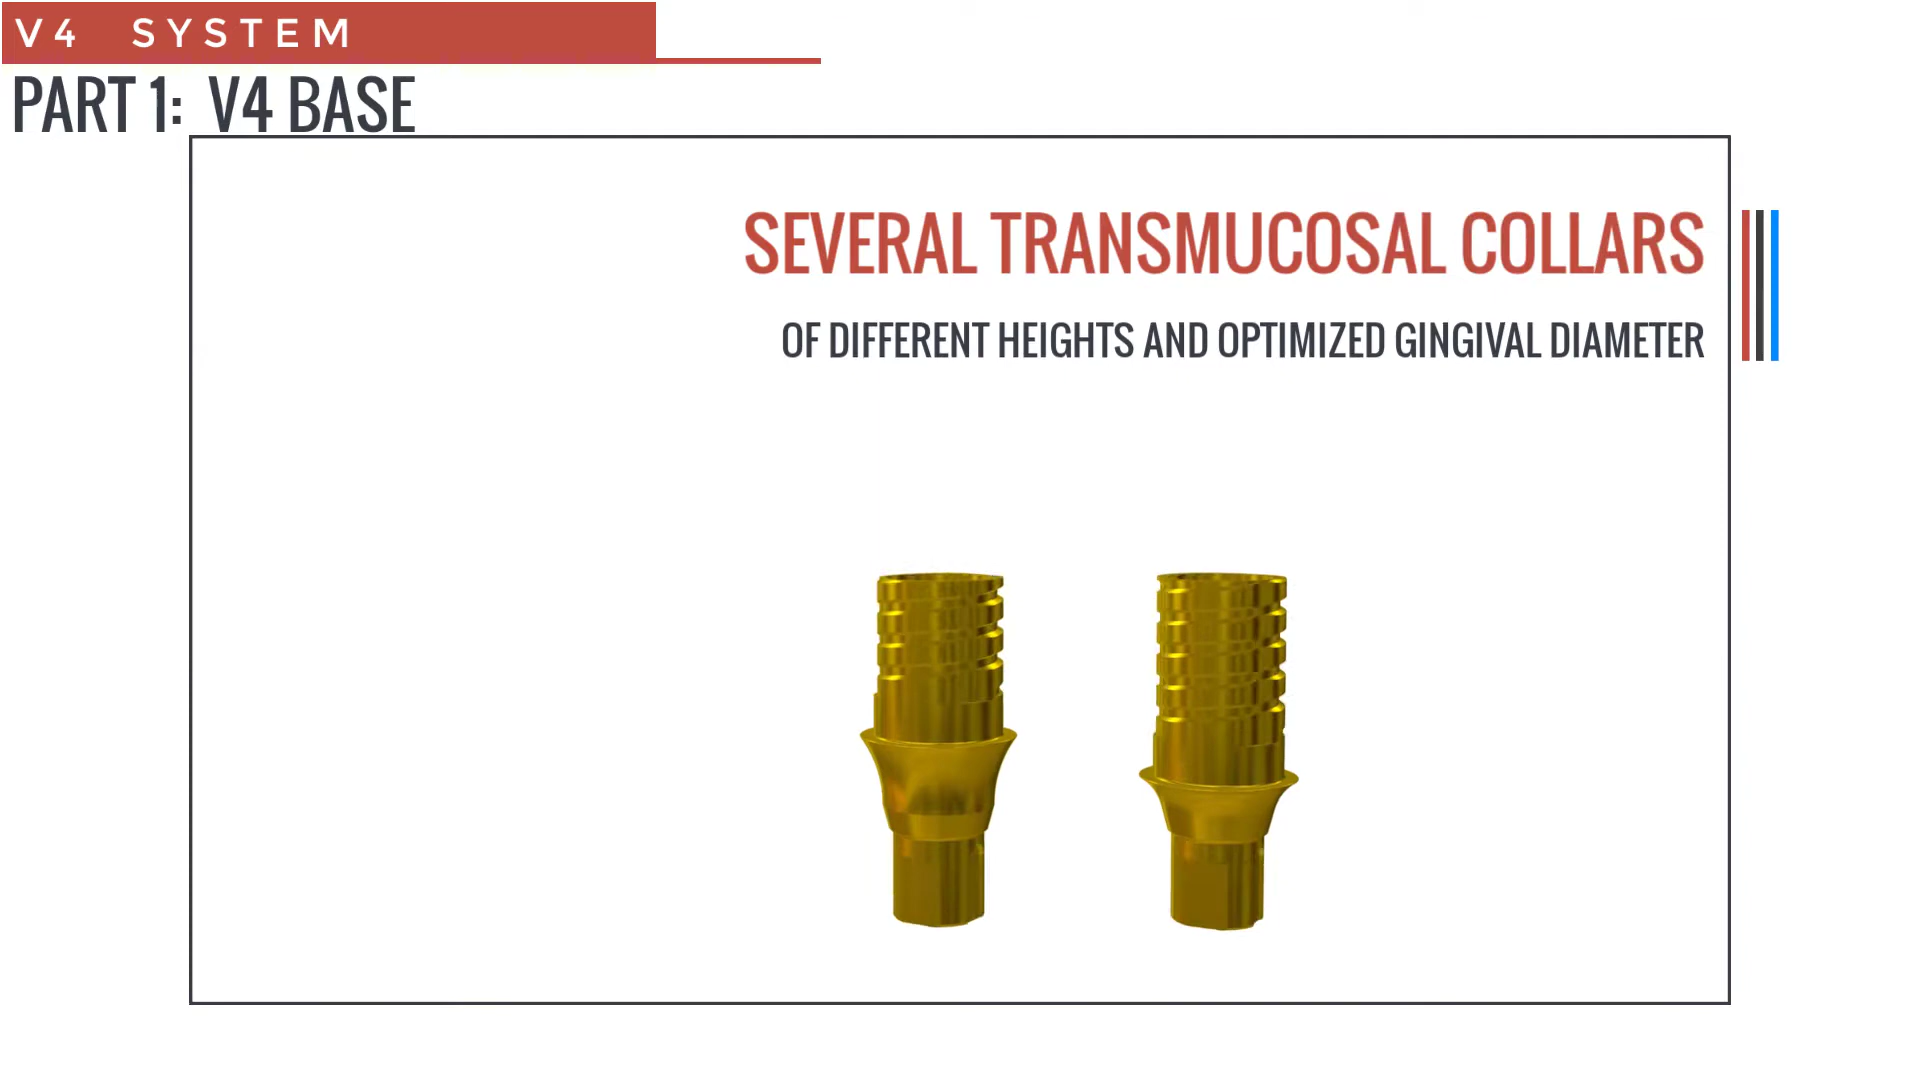 V4 SYSTEM
PART 1: V4 BASE
SEVERAL TRANSMUCOSAL COLLARS
OF DIFFERENT HEIGHTS AND OPTIMIZED GINGIVAL DIAMETER